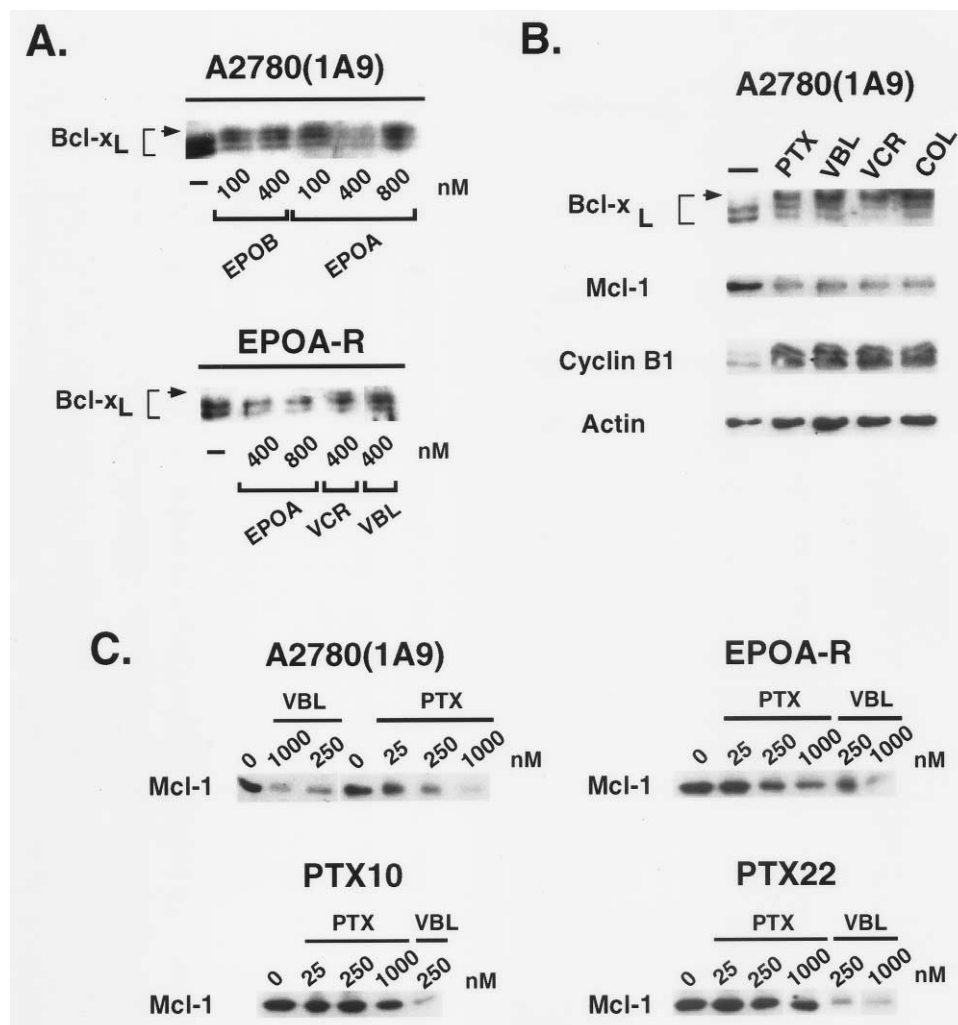 A.
A2780(1A9)
Bcl-xL
– 100 400 100 400 800 nM
EPOB EPOA
EPOA-R
Bcl-xL
– 400 800 400 400 nM
EPOA VCR VBL
B.
A2780(1A9)
– PTX VBL VCR COL
Bcl-x L
Mcl-1
Cyclin B1
Actin
C.
A2780(1A9)
VBL PTX
0 1000 250 0 25 250 1000 nM
Mcl-1
EPOA-R
PTX VBL
0 25 250 1000 250 1000 nM
Mcl-1
PTX10
PTX VBL
0 25 250 1000 250 nM
Mcl-1
PTX22
PTX VBL
0 25 250 1000 250 1000 nM
Mcl-1